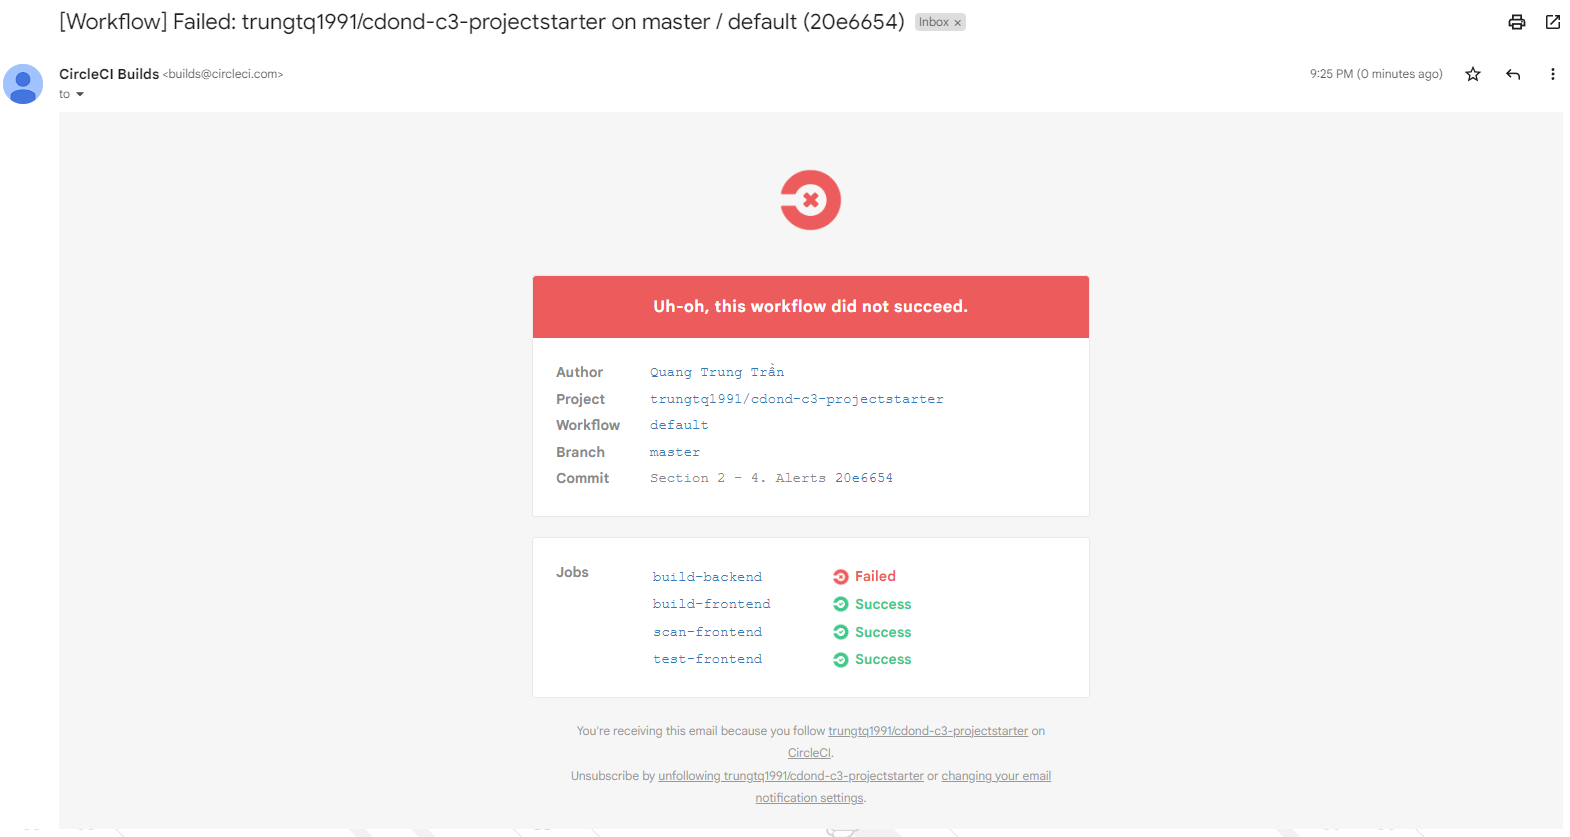 [Workflow] Failed: trungtq1991/cdond-c3-projectstarter on master / default (20e6654) Inbox ×
CircleCI Builds <builds@circleci.com> 9:25 PM (0 minutes ago)
to
Uh-oh, this workflow did not succeed.
Author Quang Trung Trần
Project trungtq1991/cdond-c3-projectstarter
Workflow default
Branch master
Commit Section 2 - 4. Alerts 20e6654
Jobs build-backend Failed
build-frontend Success
scan-frontend Success
test-frontend Success
You're receiving this email because you follow trungtq1991/cdond-c3-projectstarter on
CircleCI.
Unsubscribe by unfollowing trungtq1991/cdond-c3-projectstarter or changing your email
notification settings.